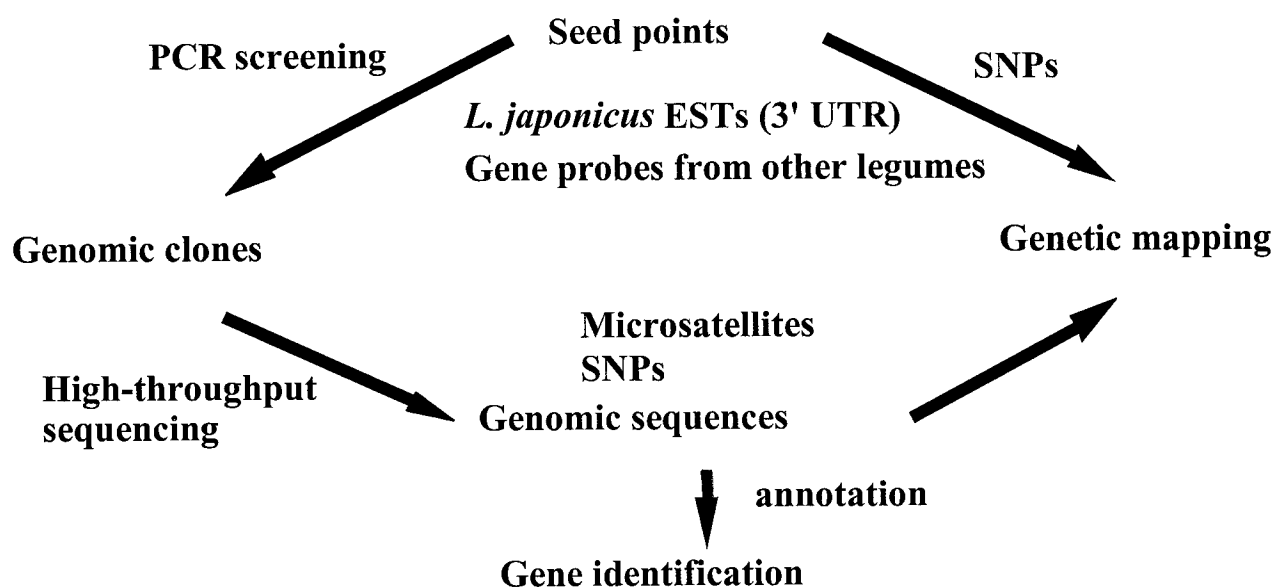 Seed points
PCR screening
SNPs
L. japonicus ESTs (3' UTR)
Gene probes from other legumes
Genomic clones
Genetic mapping
Microsatellites
SNPs
High-throughput
sequencing
Genomic sequences
annotation
Gene identification